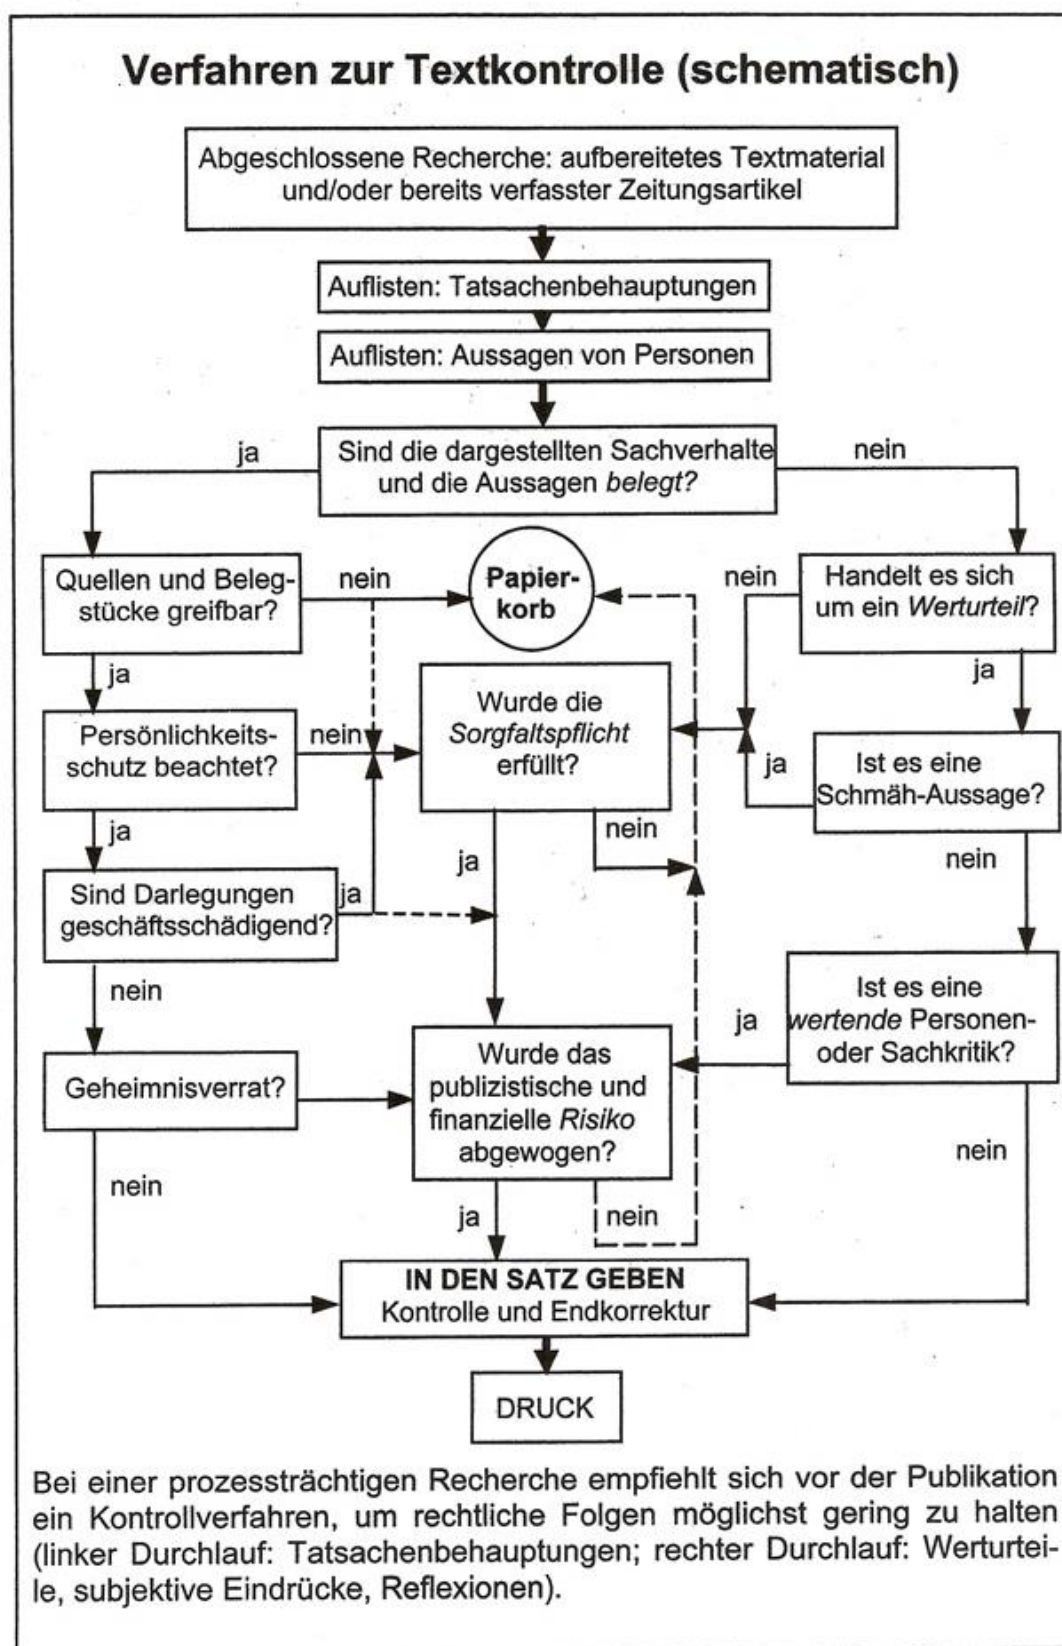 Verfahren zur Textkontrolle (schematisch)
Abgeschlossene Recherche: aufbereitetes Textmaterial
und/oder bereits verfasster Zeitungsartikel
Auflisten: Tatsachenbehauptungen
Auflisten: Aussagen von Personen
ja
Sind die dargestellten Sachverhalte
und die Aussagen belegt?
nein
Quellen und Beleg-
stücke greifbar?
nein
Papier-
korb
nein
Handelt es sich
um ein Werturteil?
ja
ja
Persönlichkeits-
schutz beachtet?
nein
Wurde die
Sorgfaltspflicht
erfüllt?
ja
Ist es eine
Schmäh-Aussage?
ja
nein
ja
nein
Sind Darlegungen
geschäftsschädigend?
ja
nein
Ist es eine
wertende Personen-
oder Sachkritik?
ja
Geheimnisverrat?
Wurde das
publizistische und
finanzielle Risiko
abgewogen?
nein
nein
ja
nein
IN DEN SATZ GEBEN
Kontrolle und Endkorrektur
DRUCK
Bei einer prozessträchtigen Recherche empfiehlt sich vor der Publikation
ein Kontrollverfahren, um rechtliche Folgen möglichst gering zu halten
(linker Durchlauf: Tatsachenbehauptungen; rechter Durchlauf: Werturtei-
le, subjektive Eindrücke, Reflexionen).